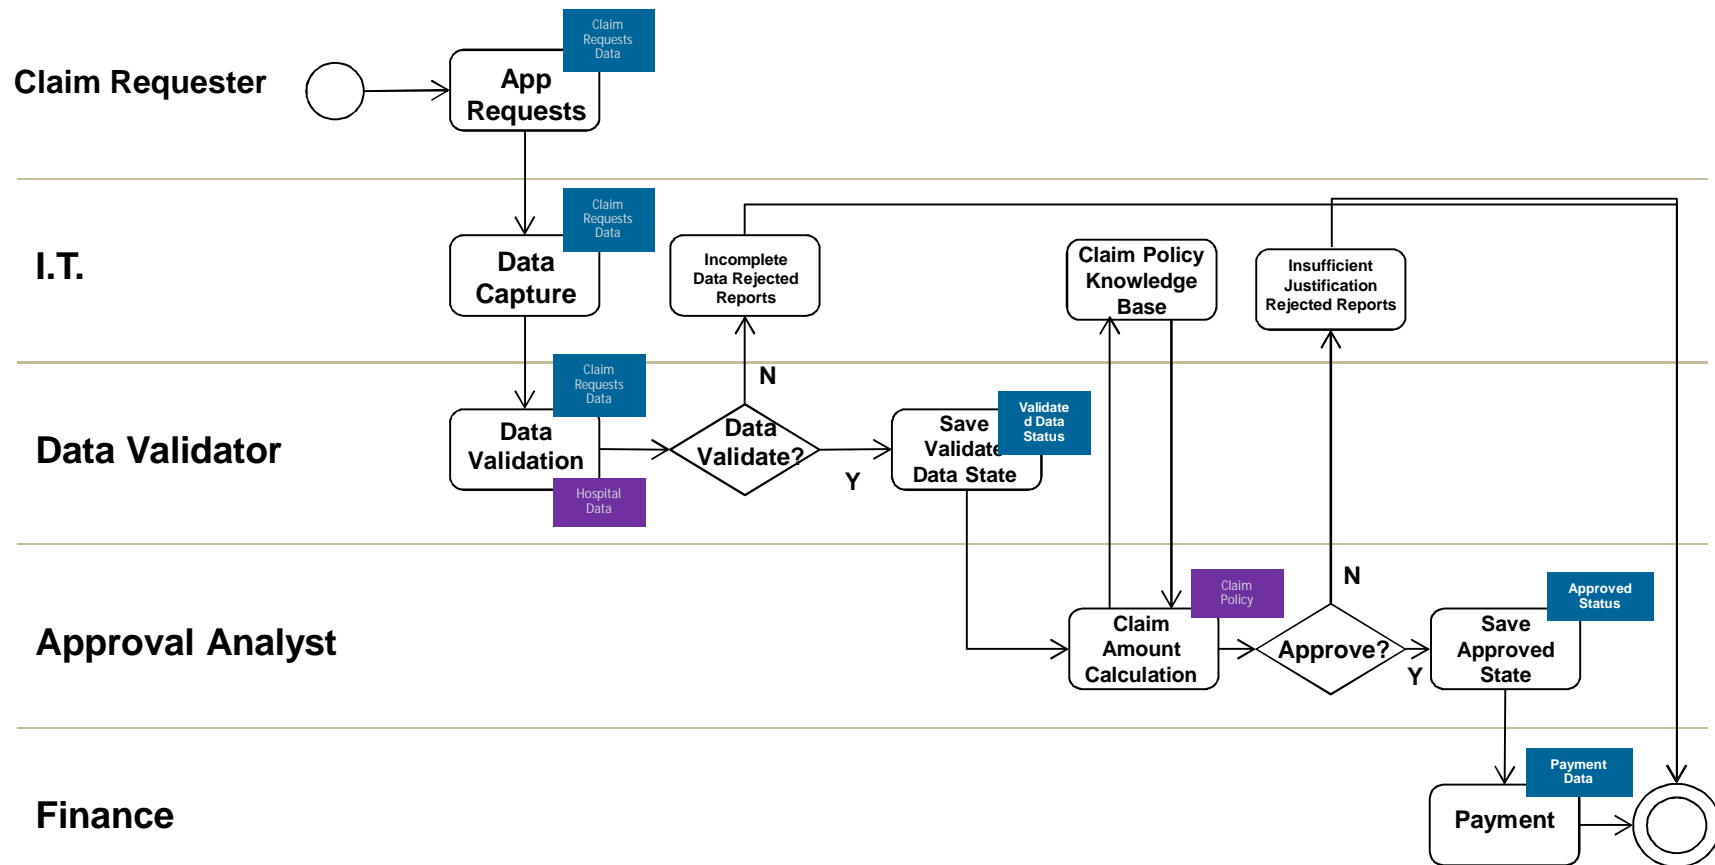 Claim Requester
App
Requests
Claim
Requests
Data
I.T.
Data
Capture
Claim
Requests
Data
Incomplete
Data Rejected
Reports
Claim Policy
Knowledge
Base
Insufficient
Justification
Rejected Reports
Data Validator
Data
Validation
Claim
Requests
Data
Hospital
Data
Data
Validate?
N
Y
Save
Validate
Data State
Validate
d Data
Status
Approval Analyst
Claim
Amount
Calculation
Claim
Policy
Approve?
N
Y
Save
Approved
State
Approved
Status
Finance
Payment
Payment
Data